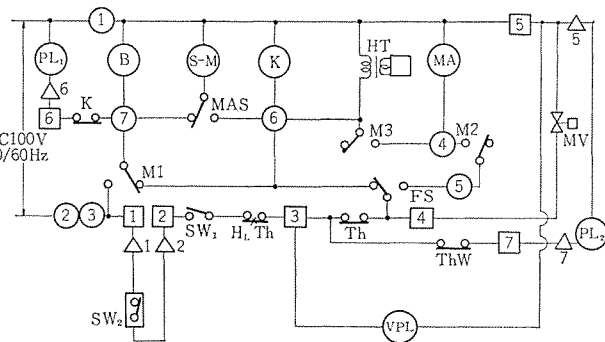 1 5
PL₁ B S-M K HT MA 5
6 MV
6 K 7 MAS 6 M3 4 M2
C100V
0/60Hz
M1 FS 5
2 3 1 2 SW₁ H_L Th 3 Th 4
1 2 ThW 7 7 PL₂
SW₂ VPL